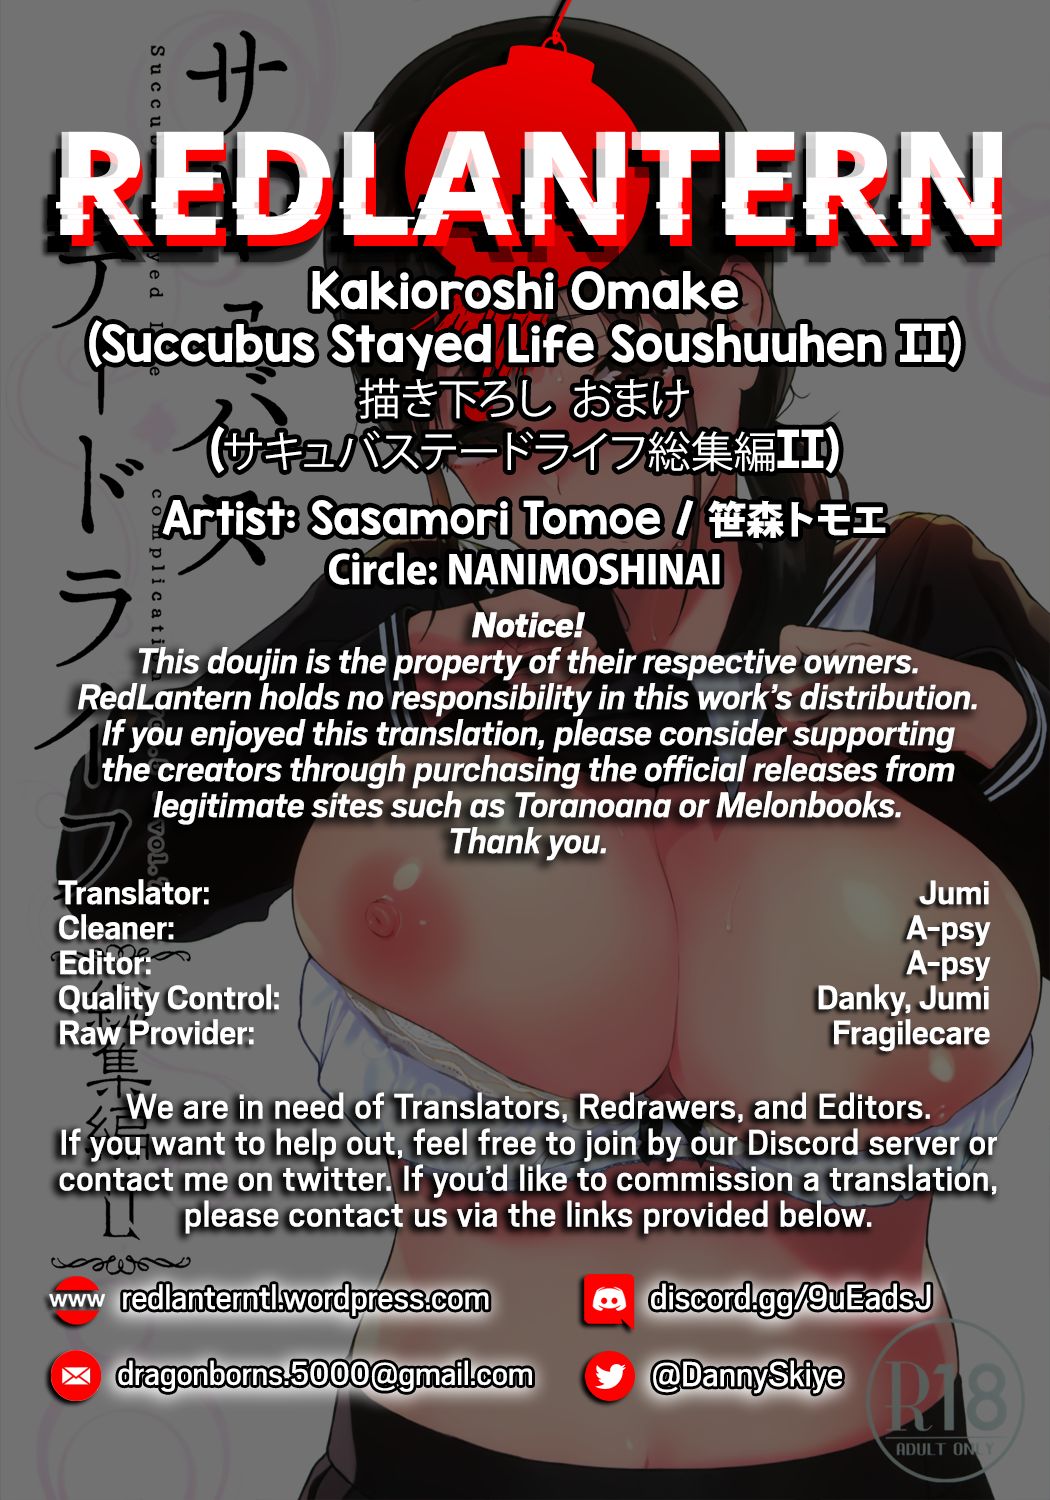 REDLANTERN
Kakioroshi Omake
(Succubus Stayed Life Soushuuhen II)
描き下ろし おまけ
(サキュバステードライフ総集編II)
Artist: Sasamori Tomoe / 笹森トモエ
Circle: NANIMOSHINAI
Notice!
This doujin is the property of their respective owners.
RedLantern holds no responsibility in this work's distribution.
If you enjoyed this translation, please consider supporting
the creators through purchasing the official releases from
legitimate sites such as Toranoana or Melonbooks.
Thank you.
Translator: Jumi
Cleaner: A-psy
Editor: A-psy
Quality Control: Danky, Jumi
Raw Provider: Fragilecare
We are in need of Translators, Redrawers, and Editors.
If you want to help out, feel free to join by our Discord server or
contact me on twitter. If you'd like to commission a translation,
please contact us via the links provided below.
www redlanterntl.wordpress.com
discord.gg/9uEadsJ
dragonborns.5000@gmail.com
@DannySkiye
R18
ADULT ONLY